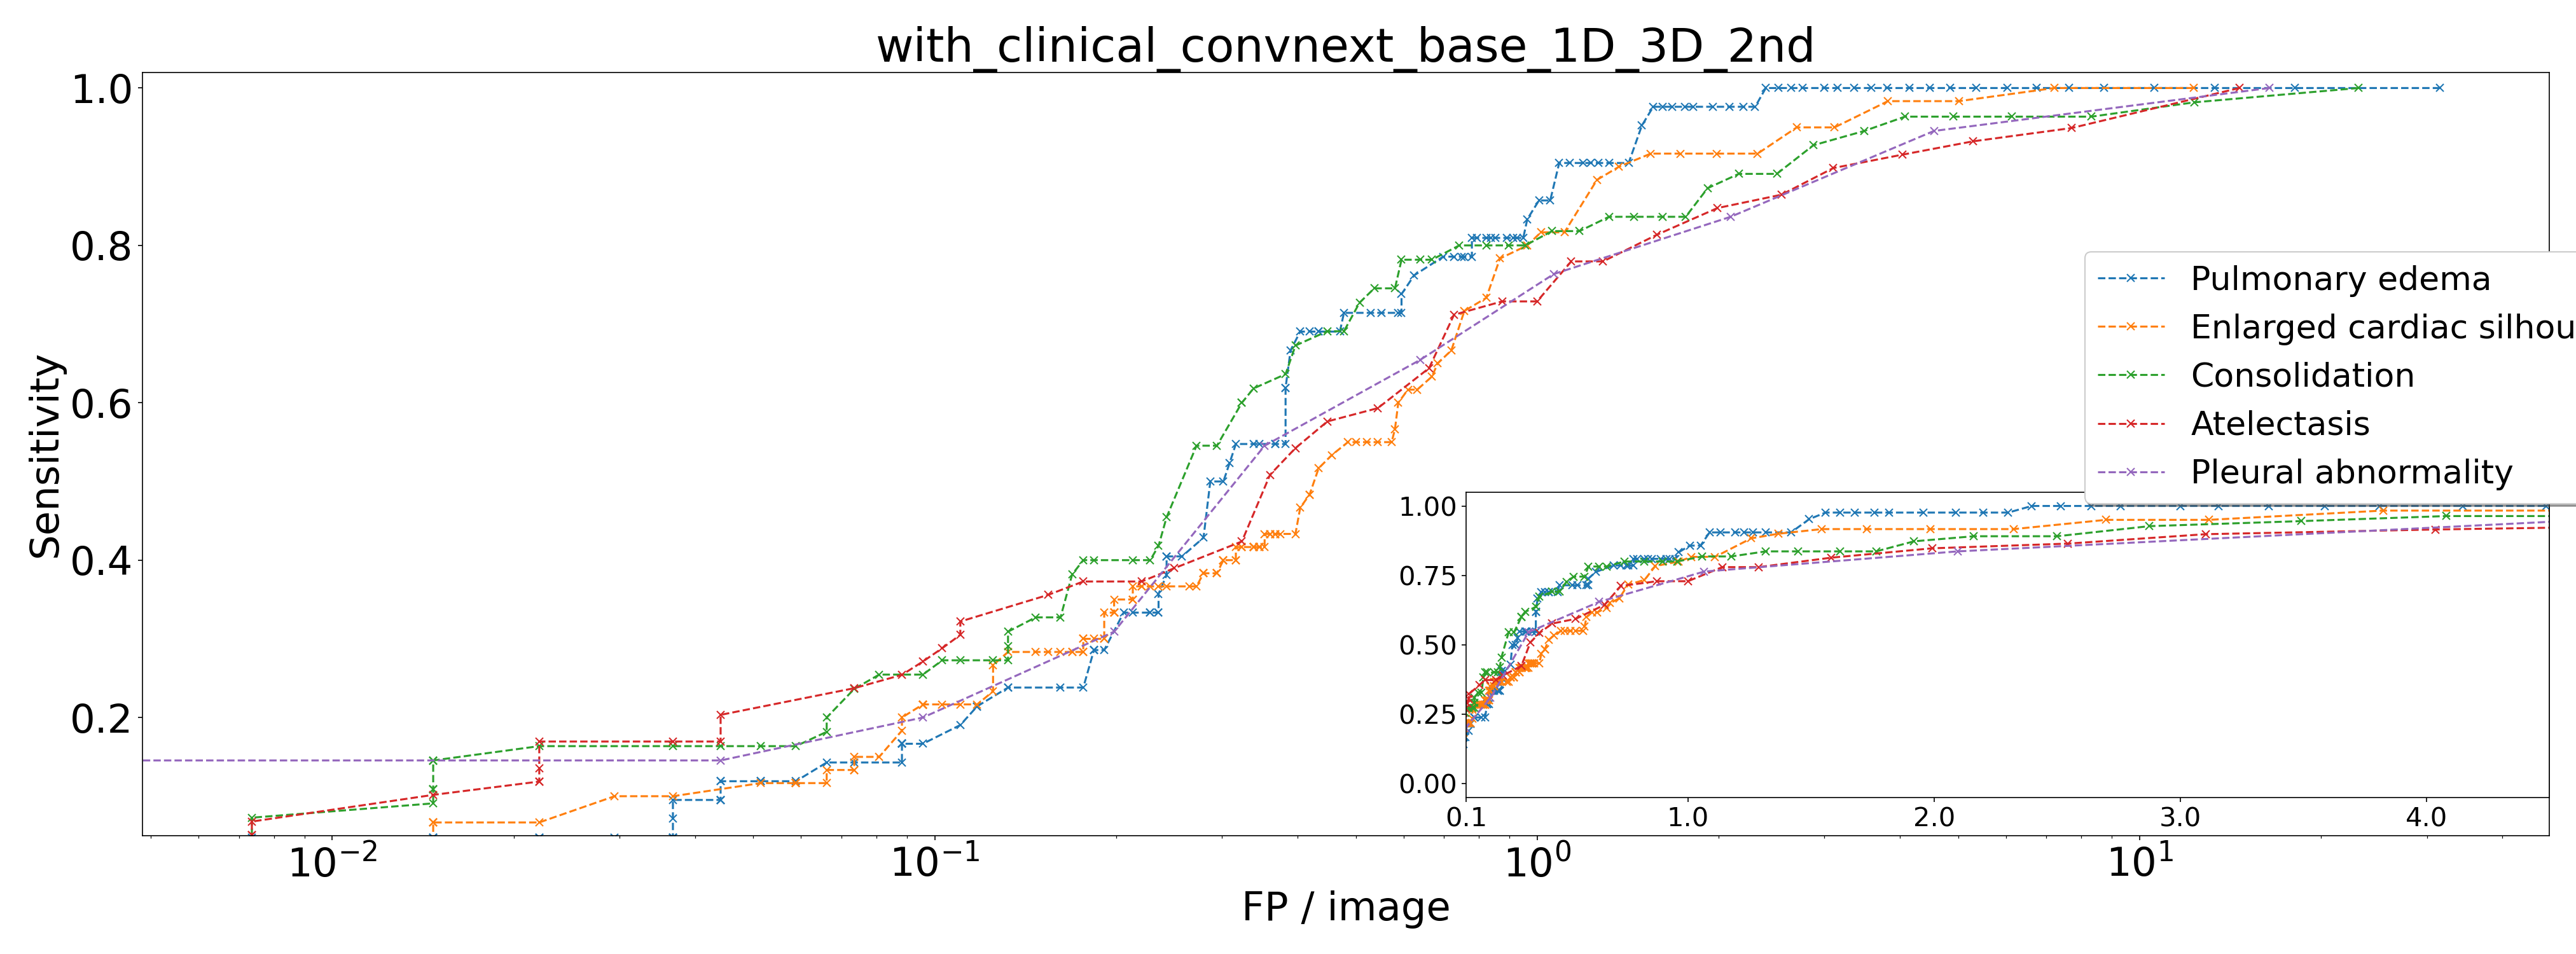 with_clinical_convnext_base_1D_3D_2nd
Sensitivity
1.0
0.8
0.6
0.4
0.2
10⁻²
10⁻¹
10⁰
10¹
FP / image
Pulmonary edema
Enlarged cardiac silhou
Consolidation
Atelectasis
Pleural abnormality
1.00
0.75
0.50
0.25
0.00
0.1
1.0
2.0
3.0
4.0